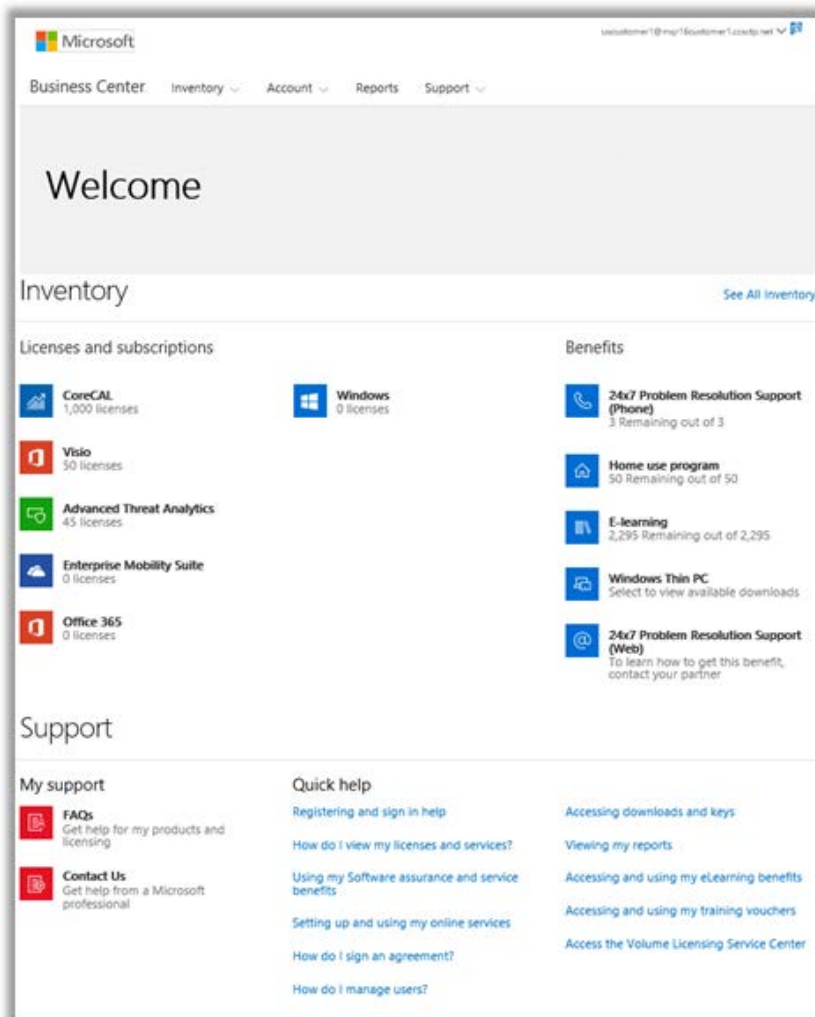 Microsoft
Business Center Inventory Account Reports Support
Welcome
Inventory
See All Inventory
Licenses and subscriptions
CoreCAL
1,000 licenses
Visio
50 licenses
Advanced Threat Analytics
45 licenses
Enterprise Mobility Suite
0 licenses
Office 365
0 licenses
Windows
0 licenses
Benefits
24x7 Problem Resolution Support
(Phone)
3 Remaining out of 3
Home use program
50 Remaining out of 50
E-learning
2,295 Remaining out of 2,295
Windows Thin PC
Select to view available downloads
24x7 Problem Resolution Support
(Web)
To learn how to get this benefit,
contact your partner
Support
My support
FAQs
Get help for my products and
licensing
Contact Us
Get help from a Microsoft
professional
Quick help
Registering and sign in help
How do I view my licenses and services?
Using my Software assurance and service
benefits
Setting up and using my online services
How do I sign an agreement?
How do I manage users?
Accessing downloads and keys
Viewing my reports
Accessing and using my eLearning benefits
Accessing and using my training vouchers
Access the Volume Licensing Service Center